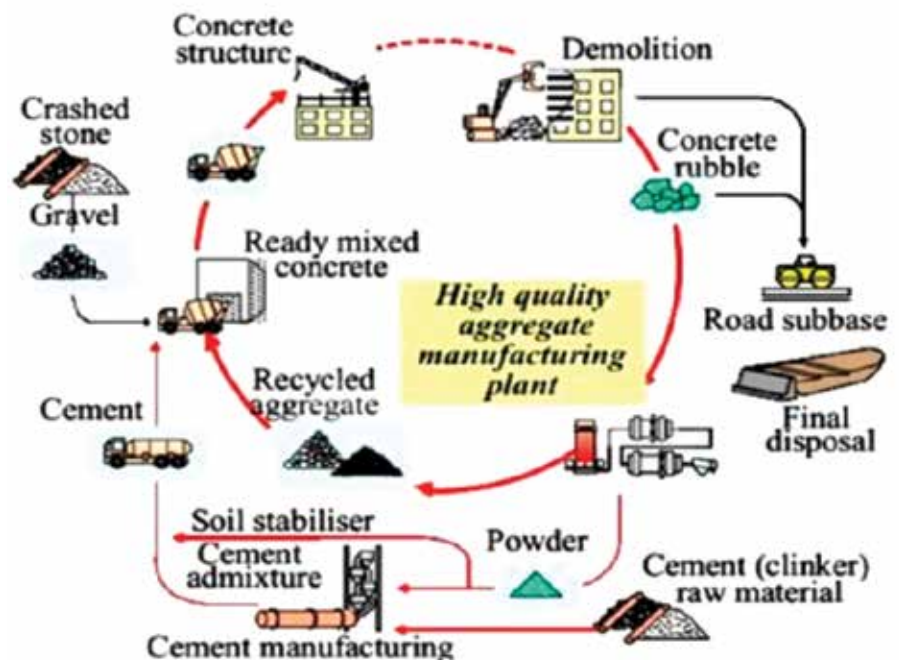 Concrete
structure
Demolition
Crashed
stone
Concrete
rubble
Gravel
Ready mixed
concrete
High quality
aggregate
manufacturing
plant
Road subbase
Recycled
aggregate
Cement
Final
disposal
Soil stabiliser
Powder
Cement
admixture
Cement (clinker)
raw material
Cement manufacturing